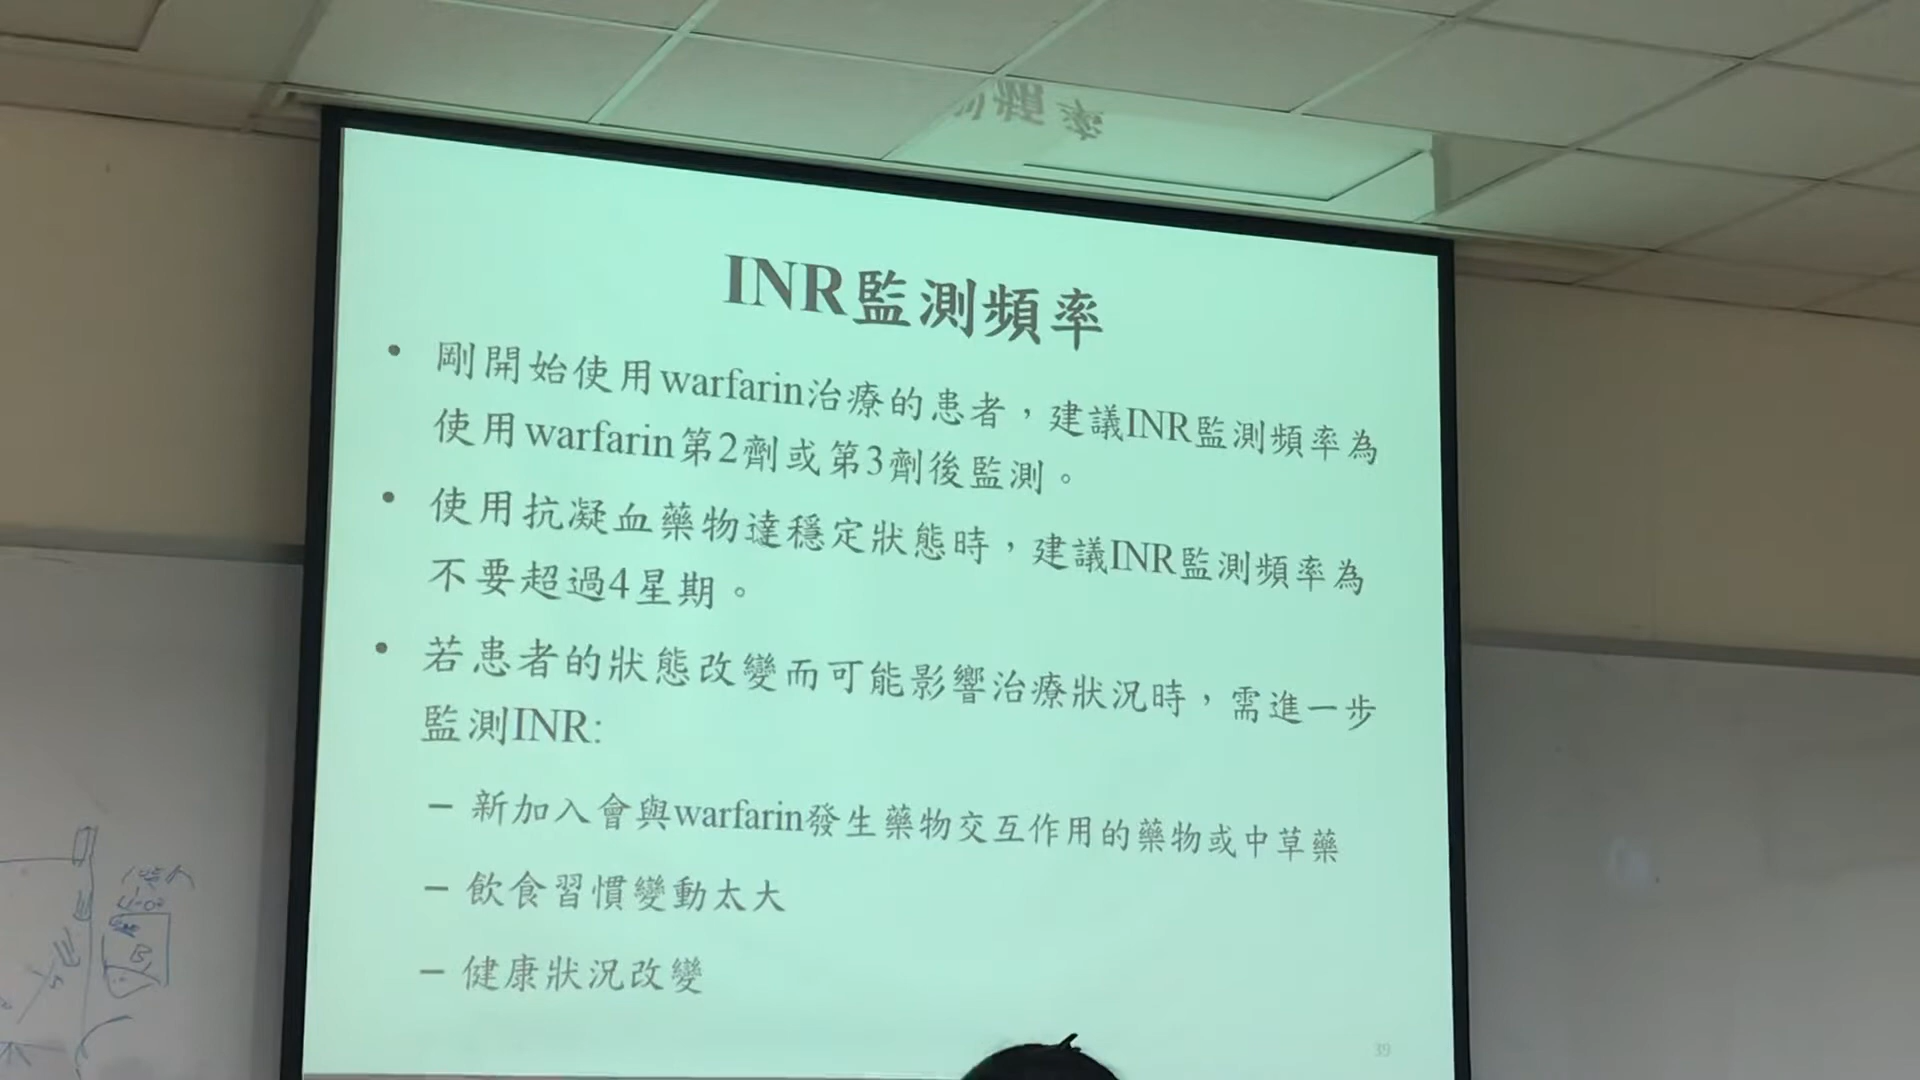 INR監測頻率
• 剛開始使用warfarin治療的患者，建議INR監測頻率為
使用warfarin第2劑或第3劑後監測。
• 使用抗凝血藥物達穩定狀態時，建議INR監測頻率為
不要超過4星期。
• 若患者的狀態改變而可能影響治療狀況時，需進一步
監測INR:
– 新加入會與warfarin發生藥物交互作用的藥物或中草藥
– 飲食習慣變動太大
– 健康狀況改變
39